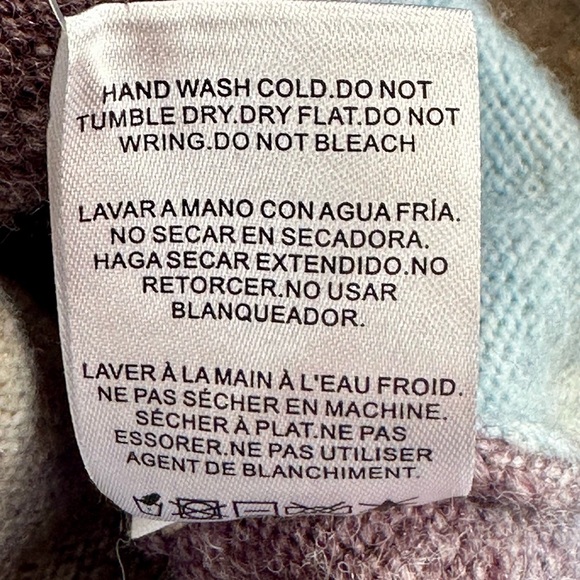 HAND WASH COLD.DO NOT
TUMBLE DRY.DRY FLAT.DO NOT
WRING.DO NOT BLEACH
LAVAR A MANO CON AGUA FRÍA.
NO SECAR EN SECADORA.
HAGA SECAR EXTENDIDO.NO
RETORCER.NO USAR
BLANQUEADOR.
LAVER À LA MAIN À L'EAU FROID.
NE PAS SÉCHER EN MACHINE.
SÉCHER À PLAT.NE PAS
ESSORER.NE PAS UTILISER
AGENT DE BLANCHIMENT.